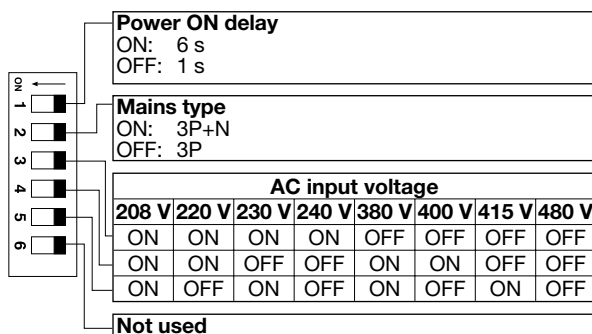 Power ON delay
ON: 6 s
OFF: 1 s
ON
1
2
3
4
5
6
Mains type
ON: 3P+N
OFF: 3P
AC input voltage
208 V 220 V 230 V 240 V 380 V 400 V 415 V 480 V
ON ON ON ON OFF OFF OFF OFF
ON ON OFF OFF ON ON OFF OFF
ON OFF ON OFF ON OFF ON OFF
Not used